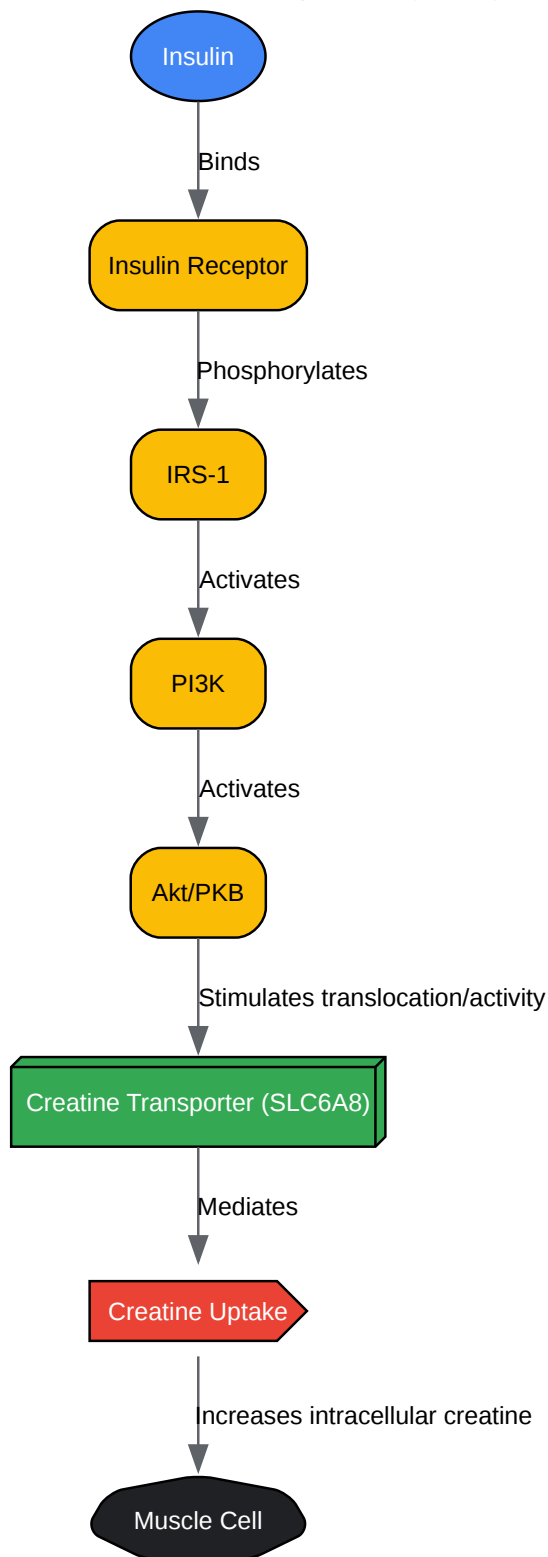 Insulin
Binds
Insulin Receptor
Phosphorylates
IRS-1
Activates
PI3K
Activates
Akt/PKB
Stimulates translocation/activity
Creatine Transporter (SLC6A8)
Mediates
Creatine Uptake
Increases intracellular creatine
Muscle Cell